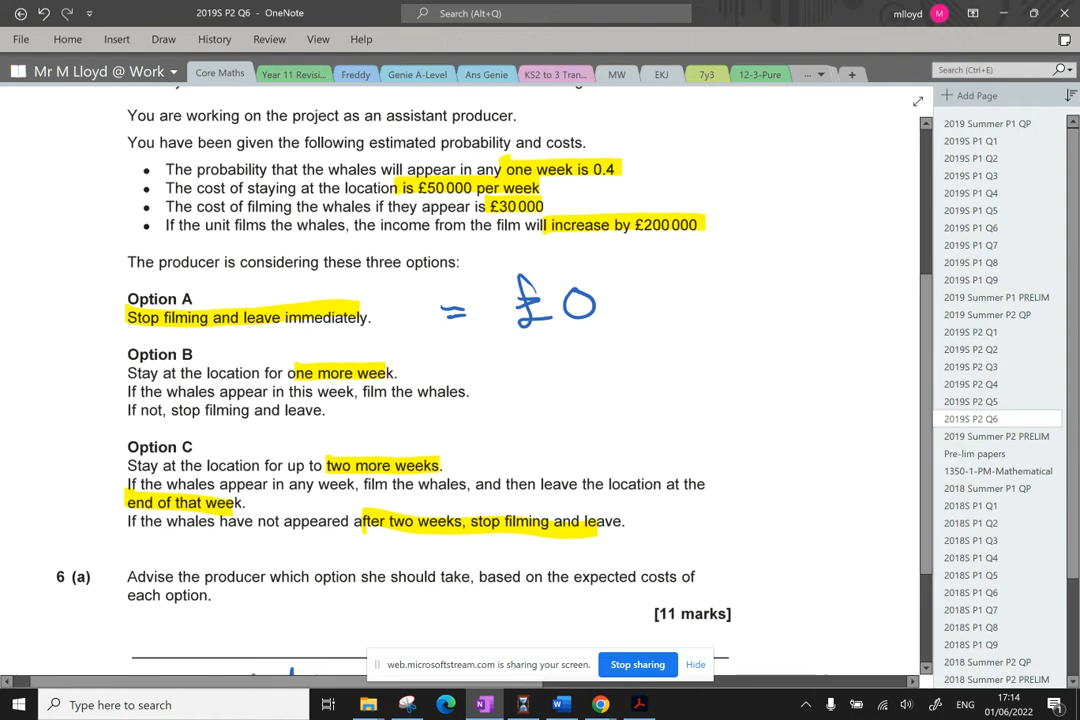 2019S P2 Q6 - OneNote
Search (Alt+Q)
mlloyd
M
File Home Insert Draw History Review View Help
Mr M Lloyd @ Work
Core Maths
Year 11 Revisi...
Freddy
Genie A-Level
Ans Genie
KS2 to 3 Tran...
MW
EKJ
7y3
12-3-Pure
...
Search (Ctrl+E)
Add Page
You are working on the project as an assistant producer.
You have been given the following estimated probability and costs.
• The probability that the whales will appear in any one week is 0.4
• The cost of staying at the location is £50 000 per week
• The cost of filming the whales if they appear is £30 000
• If the unit films the whales, the income from the film will increase by £200 000
The producer is considering these three options:
Option A
Stop filming and leave immediately.
= £0
Option B
Stay at the location for one more week.
If the whales appear in this week, film the whales.
If not, stop filming and leave.
Option C
Stay at the location for up to two more weeks.
If the whales appear in any week, film the whales, and then leave the location at the
end of that week.
If the whales have not appeared after two weeks, stop filming and leave.
6 (a) Advise the producer which option she should take, based on the expected costs of
each option.
[11 marks]
2019 Summer P1 QP
2019S P1 Q1
2019S P1 Q2
2019S P1 Q3
2019S P1 Q4
2019S P1 Q5
2019S P1 Q6
2019S P1 Q7
2019S P1 Q8
2019S P1 Q9
2019 Summer P1 PRELIM
2019 Summer P2 QP
2019S P2 Q1
2019S P2 Q2
2019S P2 Q3
2019S P2 Q4
2019S P2 Q5
2019S P2 Q6
2019 Summer P2 PRELIM
Pre-lim papers
1350-1-PM-Mathematical
2018 Summer P1 QP
2018S P1 Q1
2018S P1 Q2
2018S P1 Q3
2018S P1 Q4
2018S P1 Q5
2018S P1 Q6
2018S P1 Q7
2018S P1 Q8
2018S P1 Q9
2018 Summer P2 QP
2018 Summer P2 PRELIM
web.microsoftstream.com is sharing your screen.
Stop sharing
Hide
Type here to search
ENG
17:14
01/06/2022
1